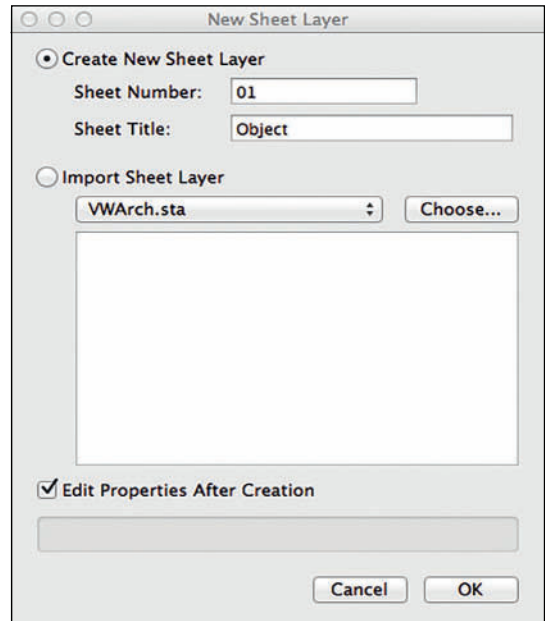 New Sheet Layer
Create New Sheet Layer
Sheet Number: 01
Sheet Title: Object
Import Sheet Layer
VWArch.sta Choose...
Edit Properties After Creation
Cancel OK